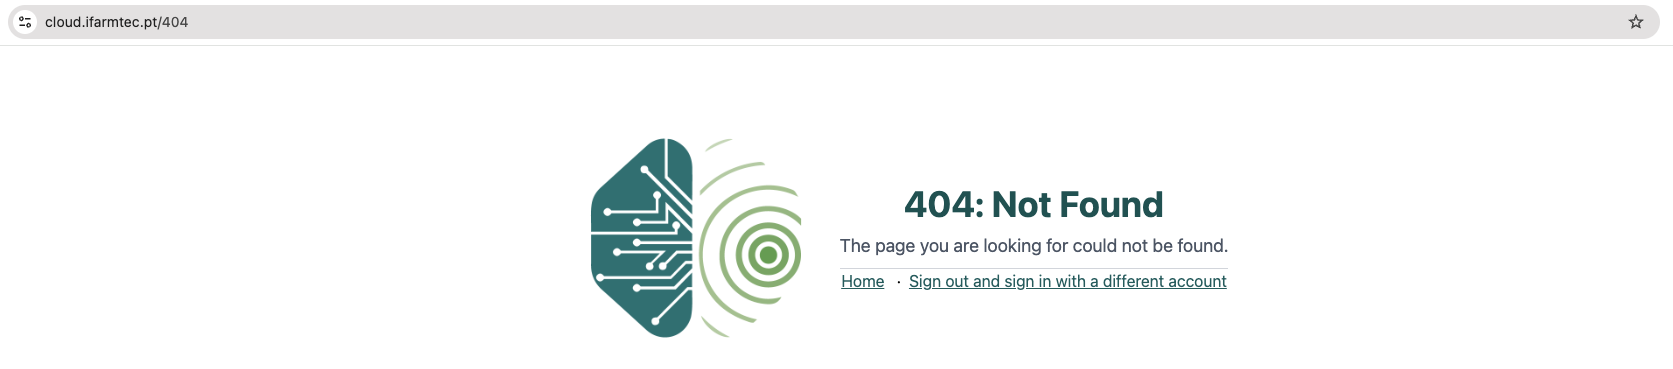 cloud.ifarmtec.pt/404
404: Not Found
The page you are looking for could not be found.
Home · Sign out and sign in with a different account